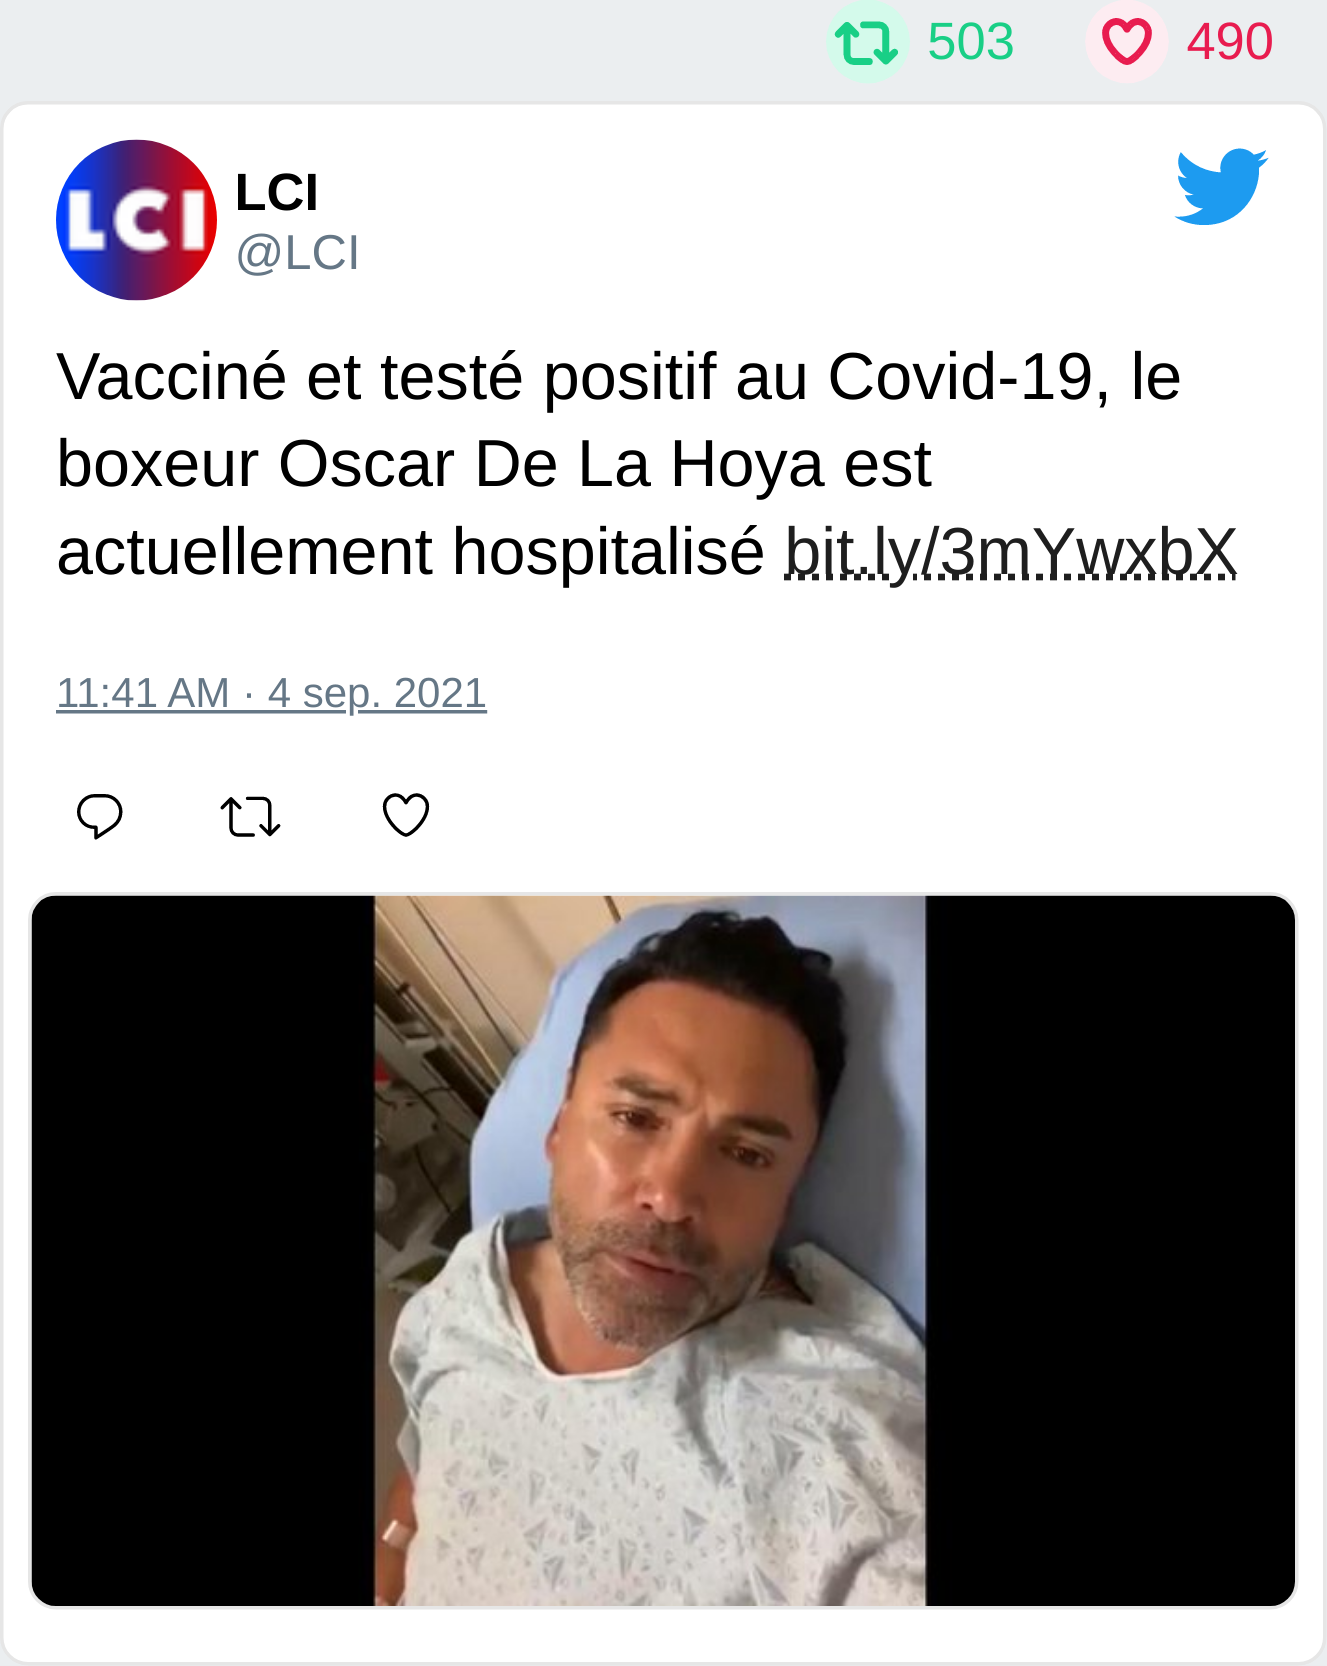 503 490
LCI
LCI
@LCI
Vacciné et testé positif au Covid-19, le
boxeur Oscar De La Hoya est
actuellement hospitalisé bit.ly/3mYwxbX
11:41 AM · 4 sep. 2021